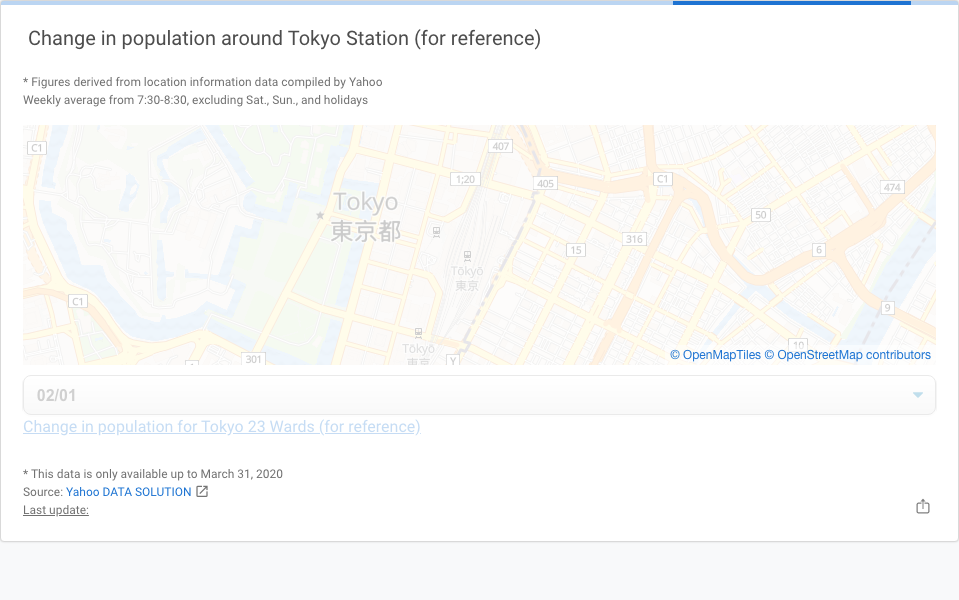 Change in population around Tokyo Station (for reference)
* Figures derived from location information data compiled by Yahoo
Weekly average from 7:30-8:30, excluding Sat., Sun., and holidays
C1
407
1;20
405
C1
474
Tokyo
東京都
50
316
15
6
Tōkyō
東京
C1
9
10
Tōkyō
301
Y
© OpenMapTiles © OpenStreetMap contributors
02/01
Change in population for Tokyo 23 Wards (for reference)
* This data is only available up to March 31, 2020
Source: Yahoo DATA SOLUTION
Last update: